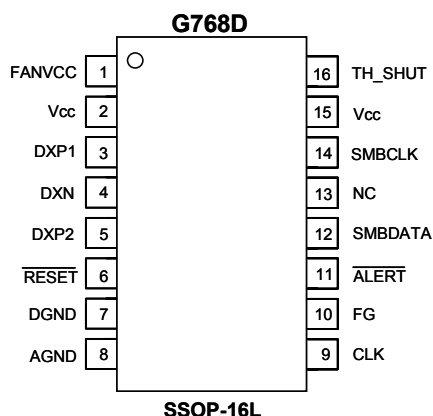 G768D
FANVCC 1 16 TH_SHUT
Vcc 2 15 Vcc
DXP1 3 14 SMBCLK
DXN 4 13 NC
DXP2 5 12 SMBDATA
RESET 6 11 ALERT
DGND 7 10 FG
AGND 8 9 CLK
SSOP-16L